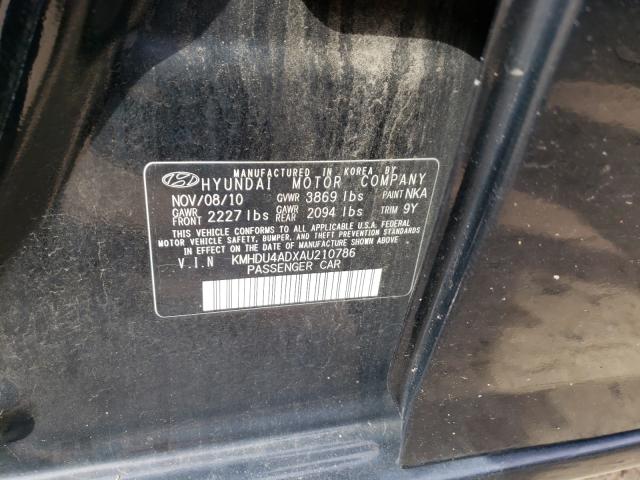 MANUFACTURED IN KOREA BY
HYUNDAI MOTOR COMPANY
NOV/08/10 GVWR 3869 lbs PAINT NKA
GAWR FRONT 2227 lbs GAWR REAR 2094 lbs TRIM 9Y
THIS VEHICLE CONFORMS TO ALL APPLICABLE U.S.A. FEDERAL
MOTOR VEHICLE SAFETY, BUMPER, AND THEFT PREVENTION STANDARDS
IN EFFECT ON THE DATE OF MANUFACTURE SHOWN ABOVE.
V.I.N KMHDU4ADXAU210786
PASSENGER CAR